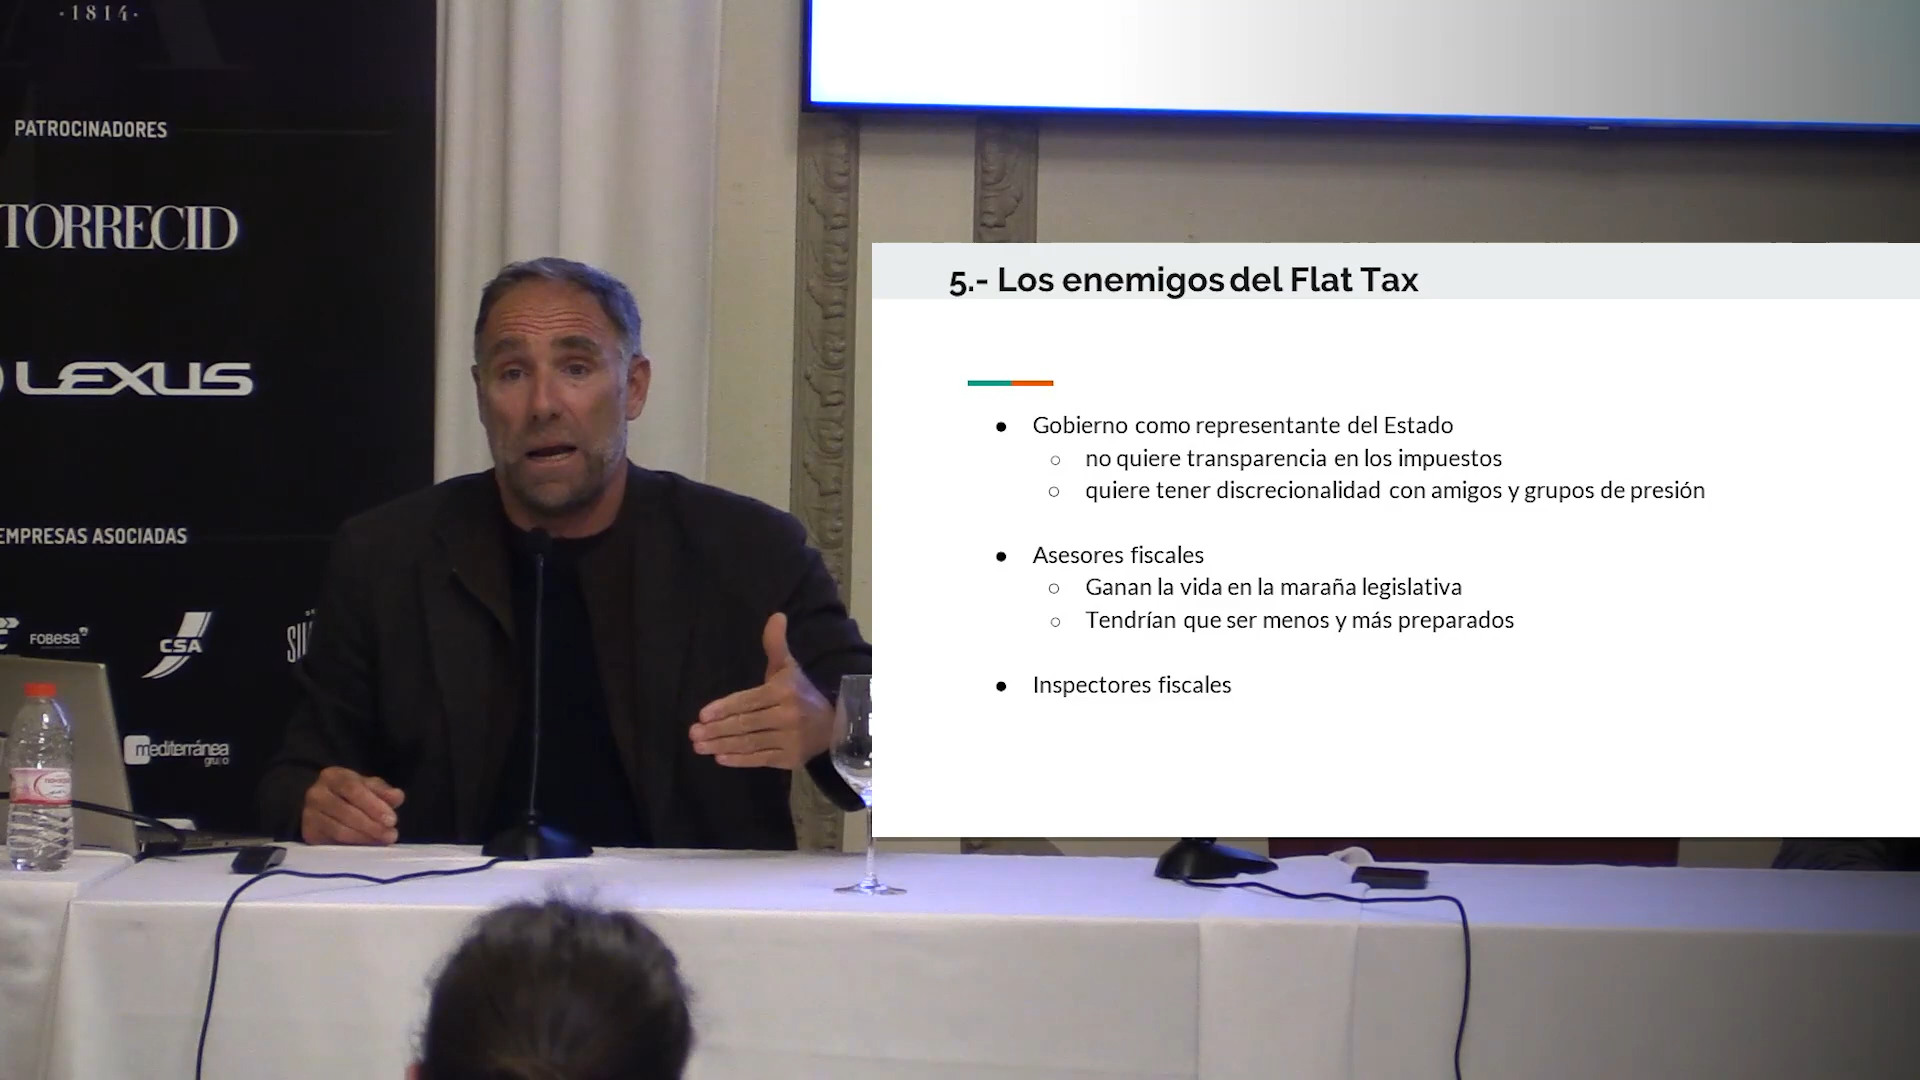 ·1814·
PATROCINADORES
TORRECID
LEXUS
EMPRESAS ASOCIADAS
FOBESA
CSA
mediterránea
grupo
5.- Los enemigos del Flat Tax
● Gobierno como representante del Estado
○ no quiere transparencia en los impuestos
○ quiere tener discrecionalidad con amigos y grupos de presión
● Asesores fiscales
○ Ganan la vida en la maraña legislativa
○ Tendrían que ser menos y más preparados
● Inspectores fiscales